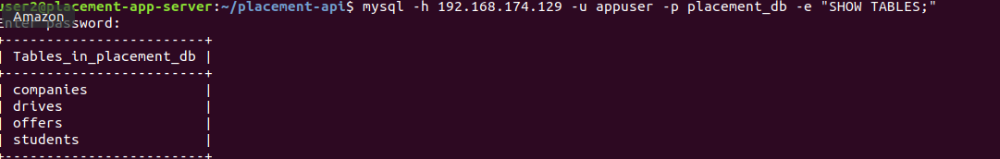 user2@placement-app-server:~/placement-api$ mysql -h 192.168.174.129 -u appuser -p placement_db -e "SHOW TABLES;"
Amazon
Enter password:
+------------------------+
| Tables_in_placement_db |
+------------------------+
| companies              |
| drives                 |
| offers                 |
| students               |
+------------------------+